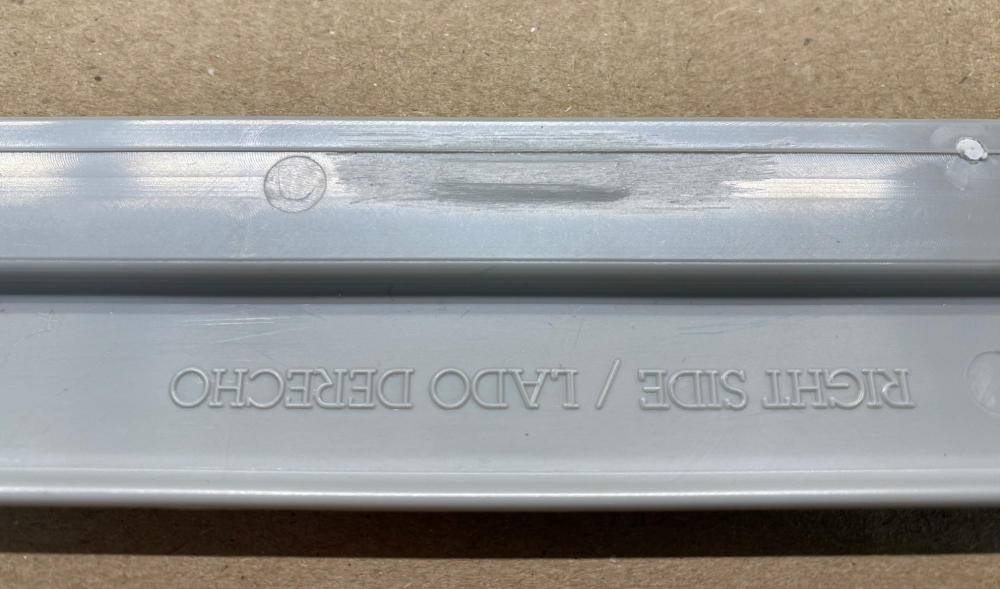 RIGHT SIDE / LADO DERECHO